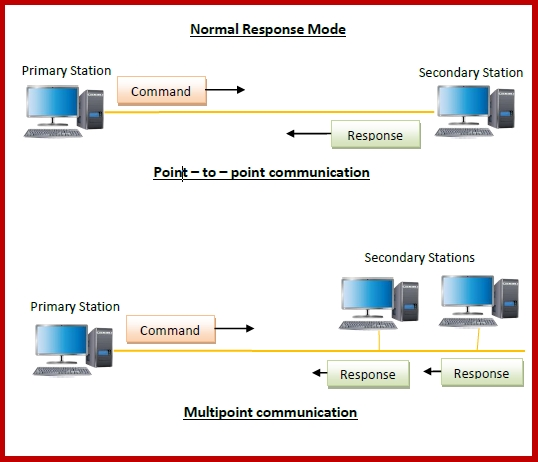 Normal Response Mode
Primary Station
Secondary Station
Command
Response
Point – to – point communication
Secondary Stations
Primary Station
Command
Response
Response
Multipoint communication